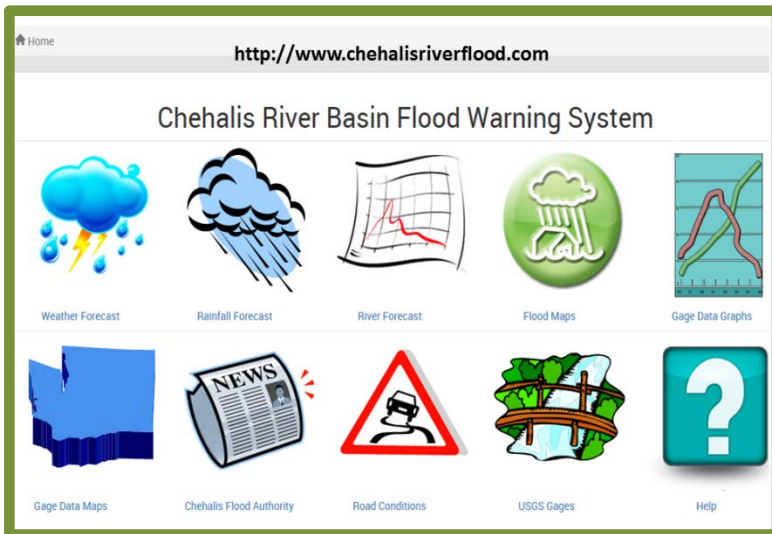 Home
http://www.chehalisriverflood.com
Chehalis River Basin Flood Warning System
Weather Forecast
Rainfall Forecast
River Forecast
Flood Maps
Gage Data Graphs
NEWS
Gage Data Maps
Chehalis Flood Authority
Road Conditions
USGS Gages
Help